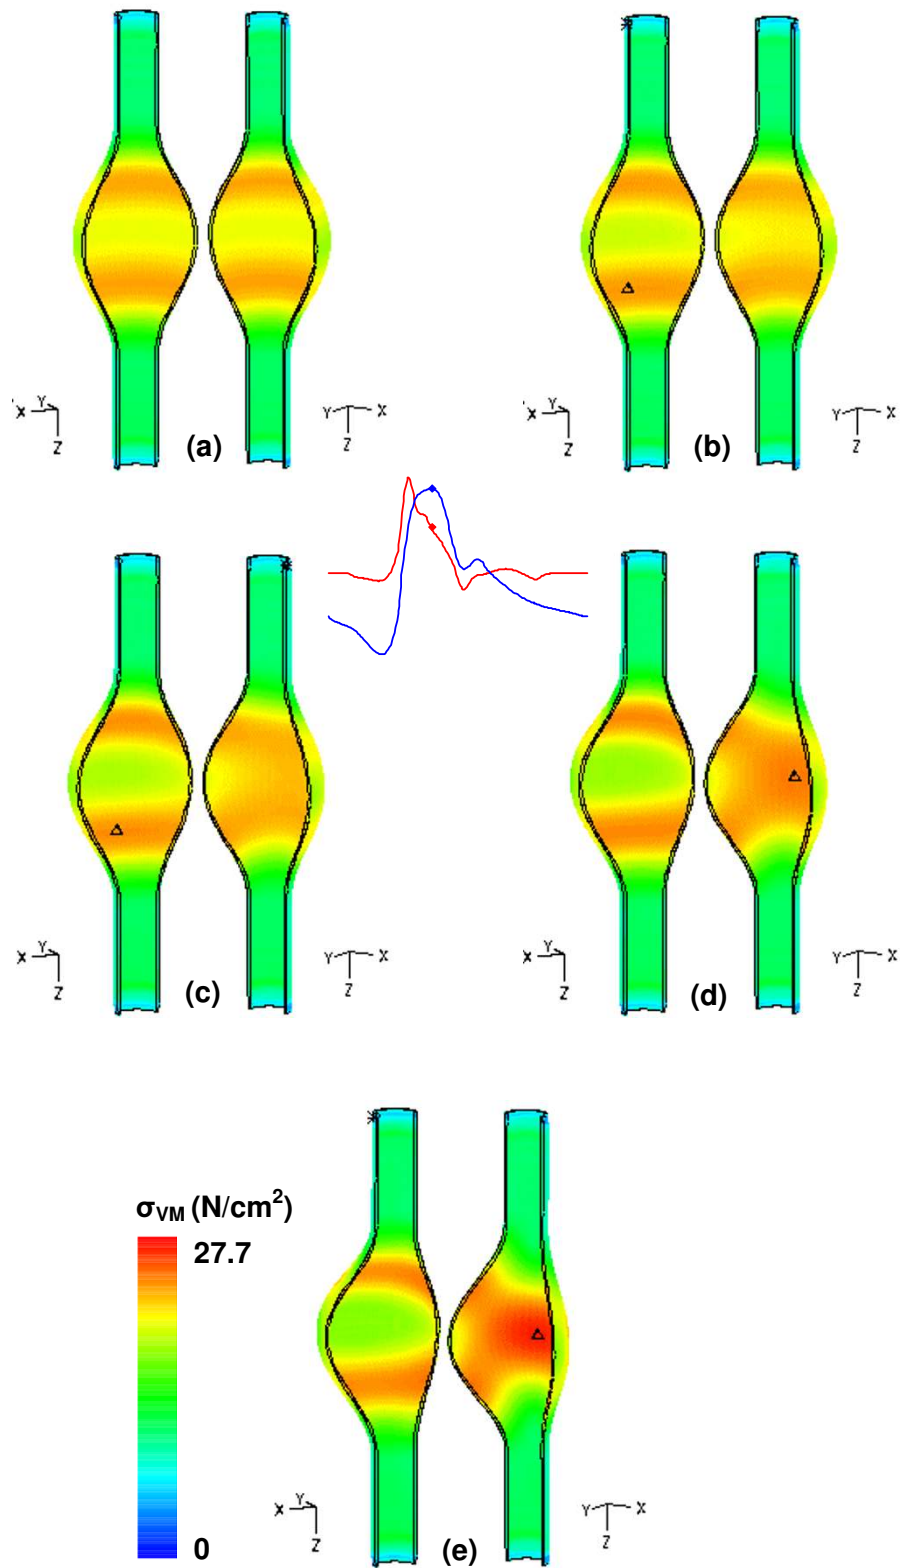 X Y Z
Y X Z
(a)
X Y Z
Y X Z
(b)
X Y Z
Y X Z
(c)
X Y Z
Y X Z
(d)
σVM (N/cm²)
27.7
0
X Y Z
Y X Z
(e)